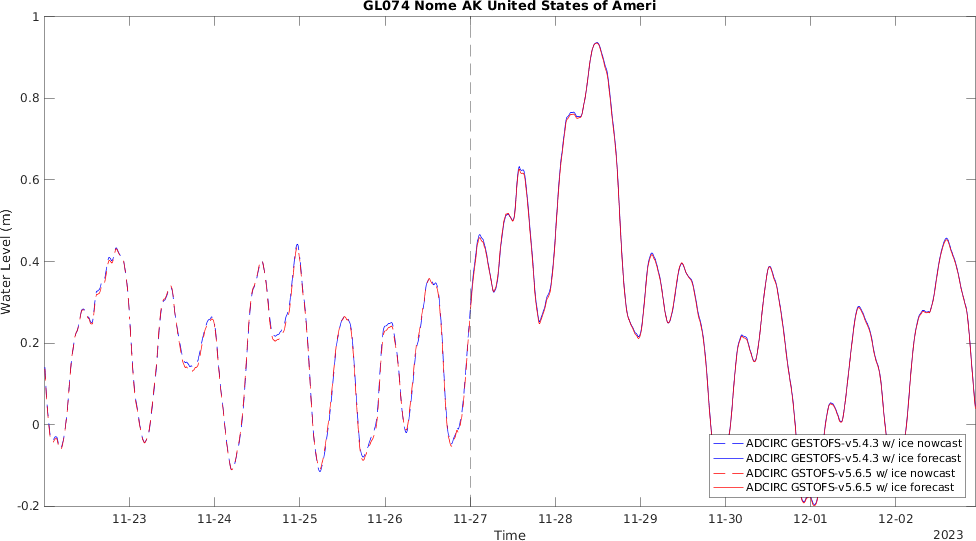 GL074 Nome AK United States of Ameri
1
0.8
0.6
0.4
0.2
0
-0.2
Water Level (m)
ADCIRC GESTOFS-v5.4.3 w/ ice nowcast
ADCIRC GESTOFS-v5.4.3 w/ ice forecast
ADCIRC GSTOFS-v5.6.5 w/ ice nowcast
ADCIRC GSTOFS-v5.6.5 w/ ice forecast
11-23 11-24 11-25 11-26 11-27 11-28 11-29 11-30 12-01 12-02
Time
2023